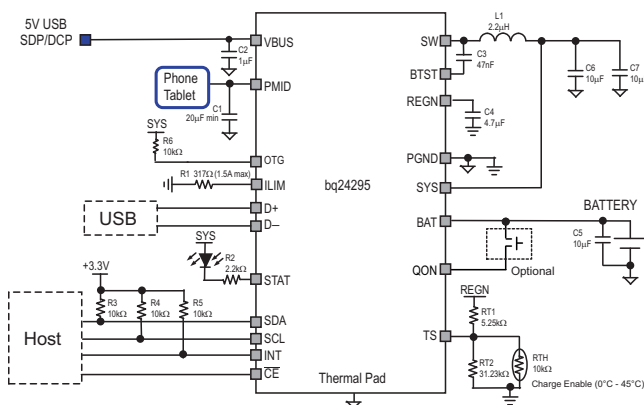 5V USB
SDP/DCP
VBUS
C2
1µF
Phone
Tablet
PMID
C1
20µF min
SYS
R6
10kΩ
OTG
R1 317Ω (1.5A max)
ILIM
USB
D+
D–
SYS
R2
2.2kΩ
STAT
+3.3V
R3
10kΩ
R4
10kΩ
R5
10kΩ
Host
SDA
SCL
INT
CE
bq24295
Thermal Pad
SW
L1
2.2µH
C3
47nF
BTST
C6
10µF
C7
10µ
REGN
C4
4.7µF
PGND
SYS
BAT
BATTERY
C5
10µF
QON
Optional
REGN
RT1
5.25kΩ
TS
RT2
31.23kΩ
RTH
10kΩ
Charge Enable (0°C - 45°C)